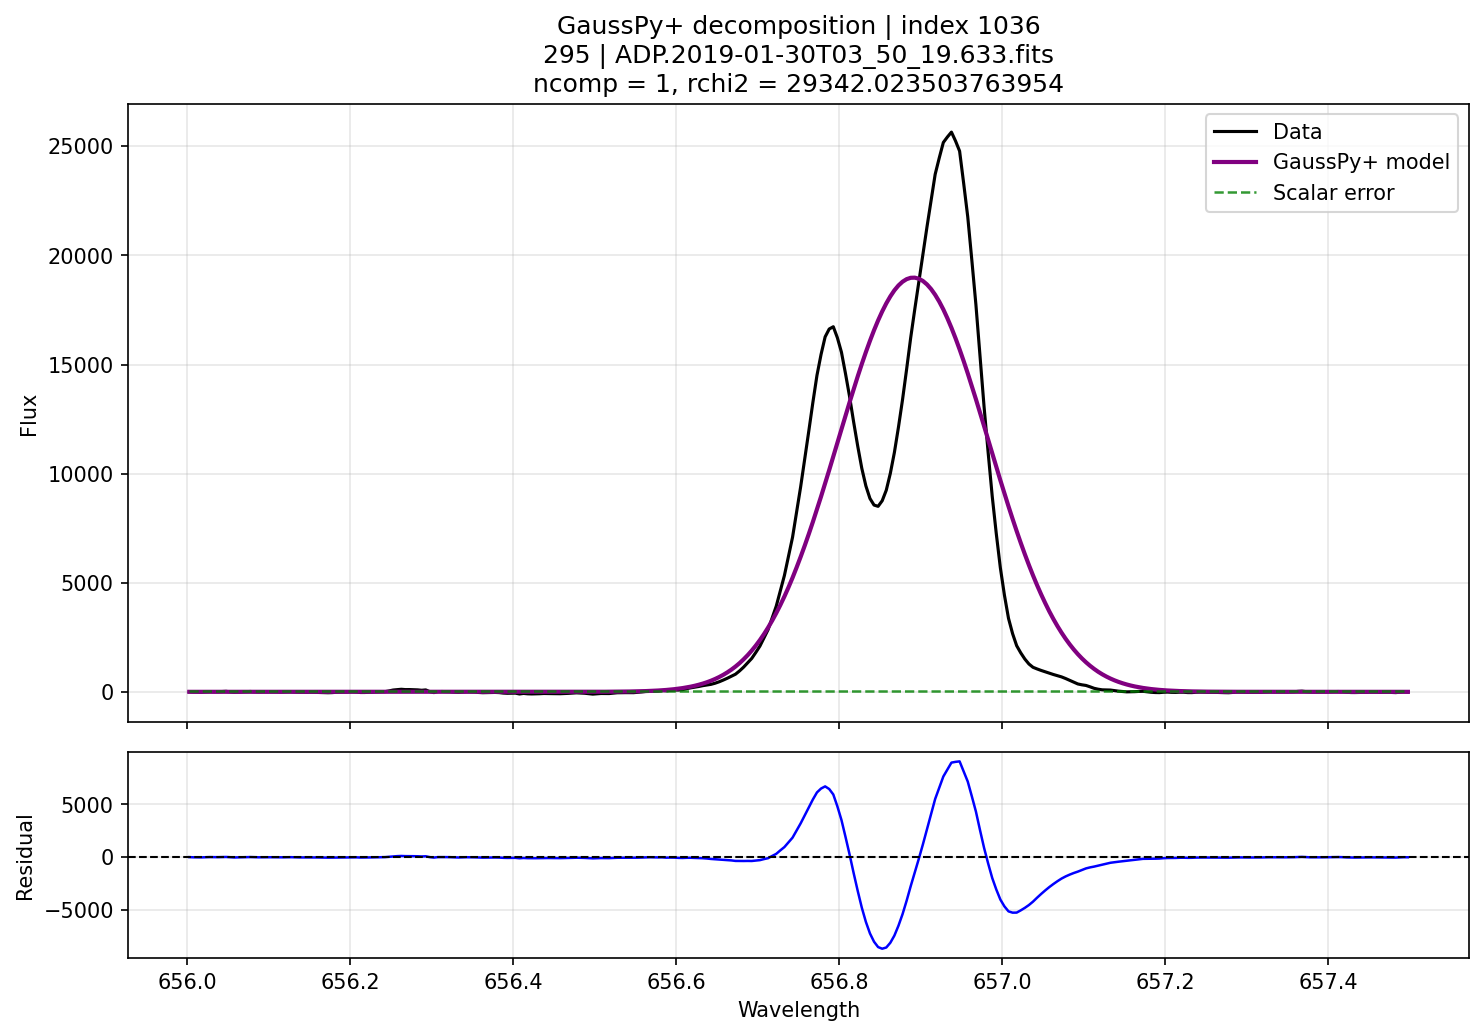 GaussPy+ decomposition | index 1036
295 | ADP.2019-01-30T03_50_19.633.fits
ncomp = 1, rchi2 = 29342.023503763954
Data
GaussPy+ model
Scalar error
25000
20000
15000
10000
5000
0
Flux
5000
0
−5000
Residual
656.0 656.2 656.4 656.6 656.8 657.0 657.2 657.4
Wavelength